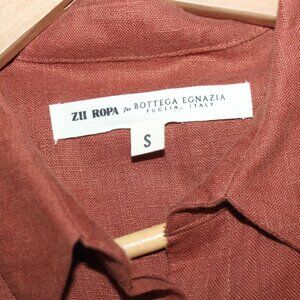 ZII ROPA for BOTTEGA EGNAZIA
PUGLIA, ITALY
S